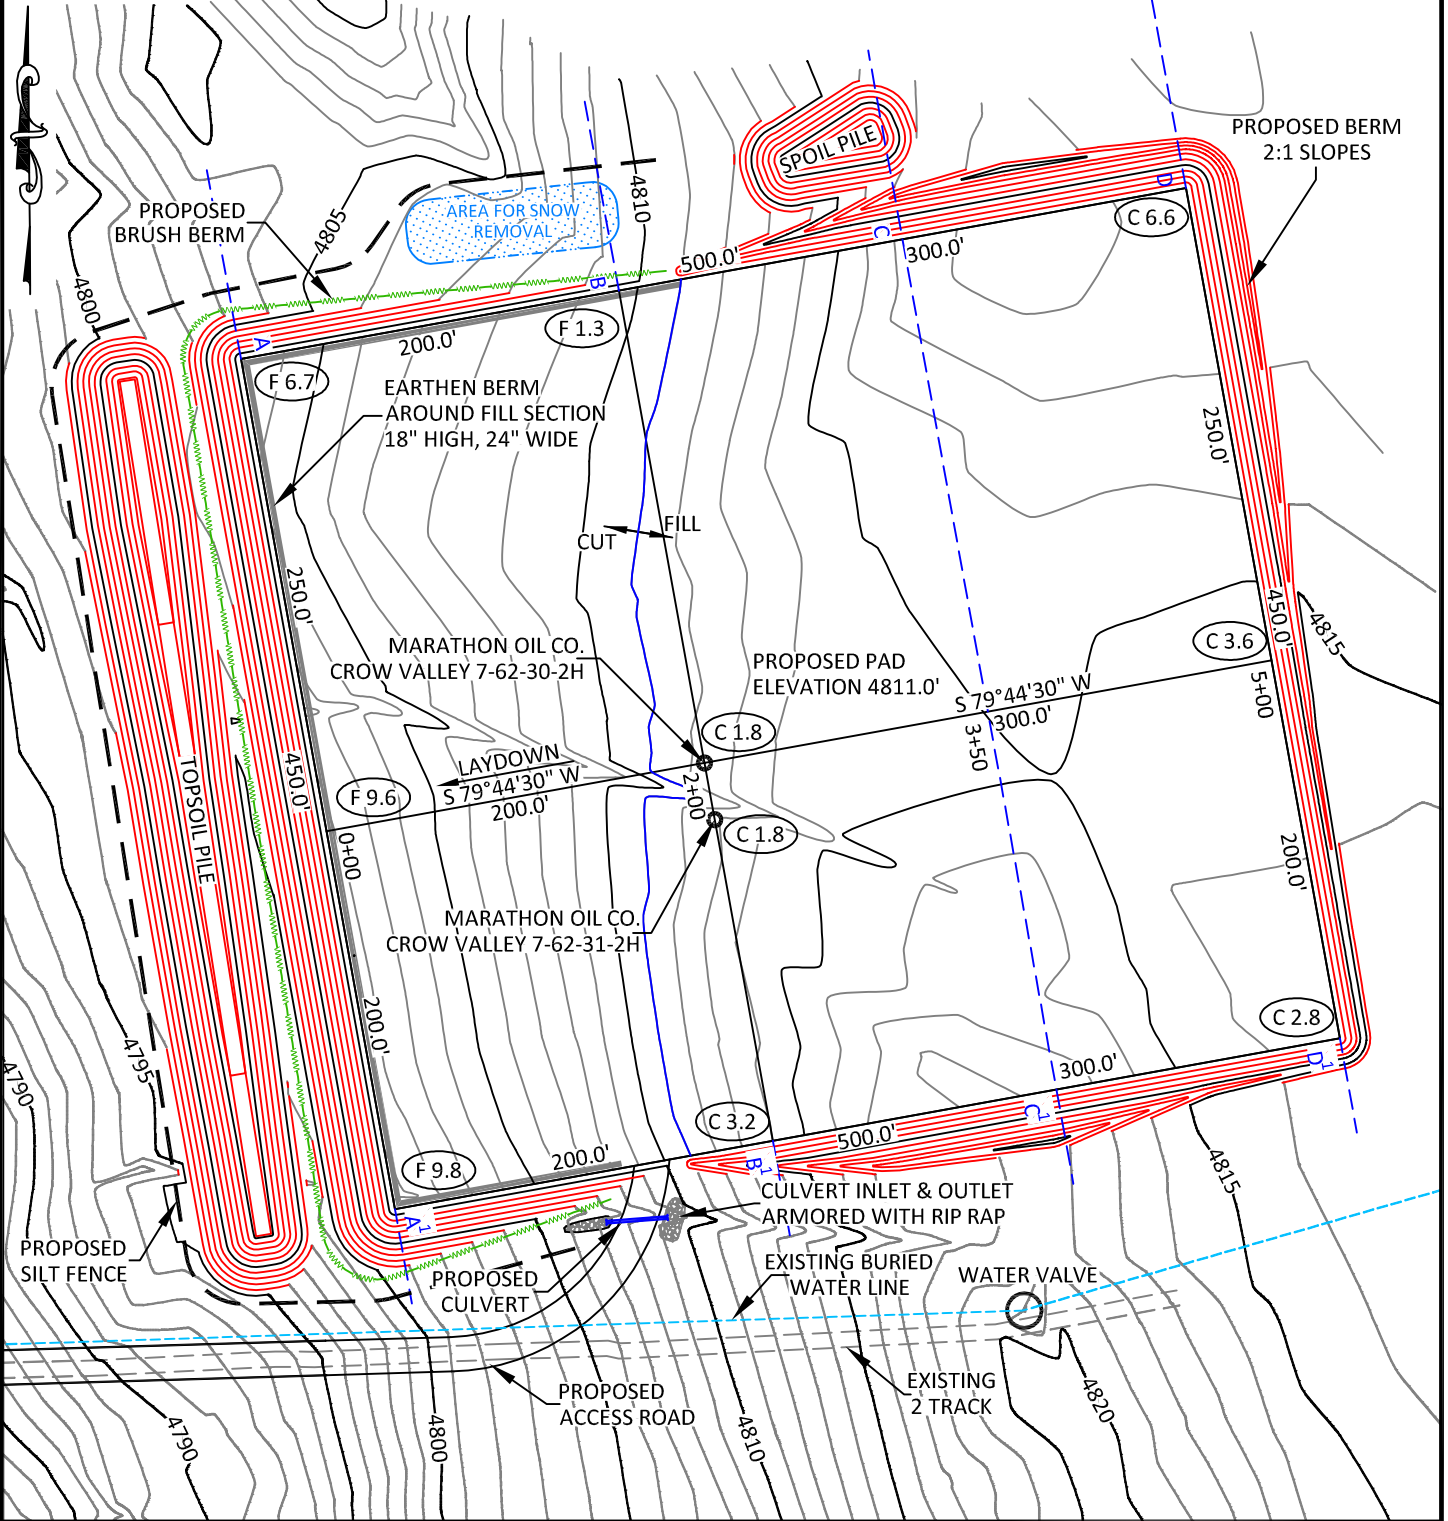 PROPOSED BERM
2:1 SLOPES
SPOIL PILE
D
C 6.6
AREA FOR SNOW
REMOVAL
4810
PROPOSED
BRUSH BERM
4805
C
500.0'
300.0'
B
4800
A
F 1.3
200.0'
F 6.7
EARTHEN BERM
AROUND FILL SECTION
18" HIGH, 24" WIDE
250.0'
FILL
CUT
250.0'
450.0'
4815
C 3.6
MARATHON OIL CO.
CROW VALLEY 7-62-30-2H
PROPOSED PAD
ELEVATION 4811.0'
S 79°44'30" W
300.0'
5+00
3+50
C 1.8
LAYDOWN
S 79°44'30" W
200.0'
2+00
F 9.6
450.0'
TOPSOIL PILE
0+00
C 1.8
200.0'
MARATHON OIL CO.
CROW VALLEY 7-62-31-2H
200.0'
C 2.8
4795
4790
D1
300.0'
C1
C 3.2
500.0'
B1
200.0'
F 9.8
4815
A1
CULVERT INLET & OUTLET
ARMORED WITH RIP RAP
PROPOSED
SILT FENCE
PROPOSED
CULVERT
EXISTING BURIED
WATER LINE
WATER VALVE
EXISTING
2 TRACK
PROPOSED
ACCESS ROAD
4790
4800
4810
4820